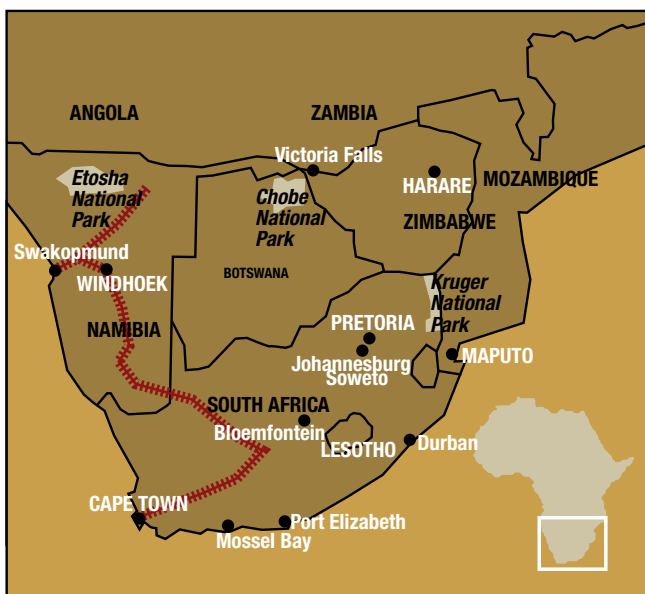 ANGOLA
ZAMBIA
Victoria Falls
Etosha
National
Park
Chobe
National
Park
HARARE
MOZAMBIQUE
ZIMBABWE
Swakopmund
WINDHOEK
BOTSWANA
Kruger
National
Park
NAMIBIA
PRETORIA
Johannesburg
Soweto
MAPUTO
SOUTH AFRICA
Bloemfontein
LESOTHO
Durban
CAPE TOWN
Port Elizabeth
Mossel Bay